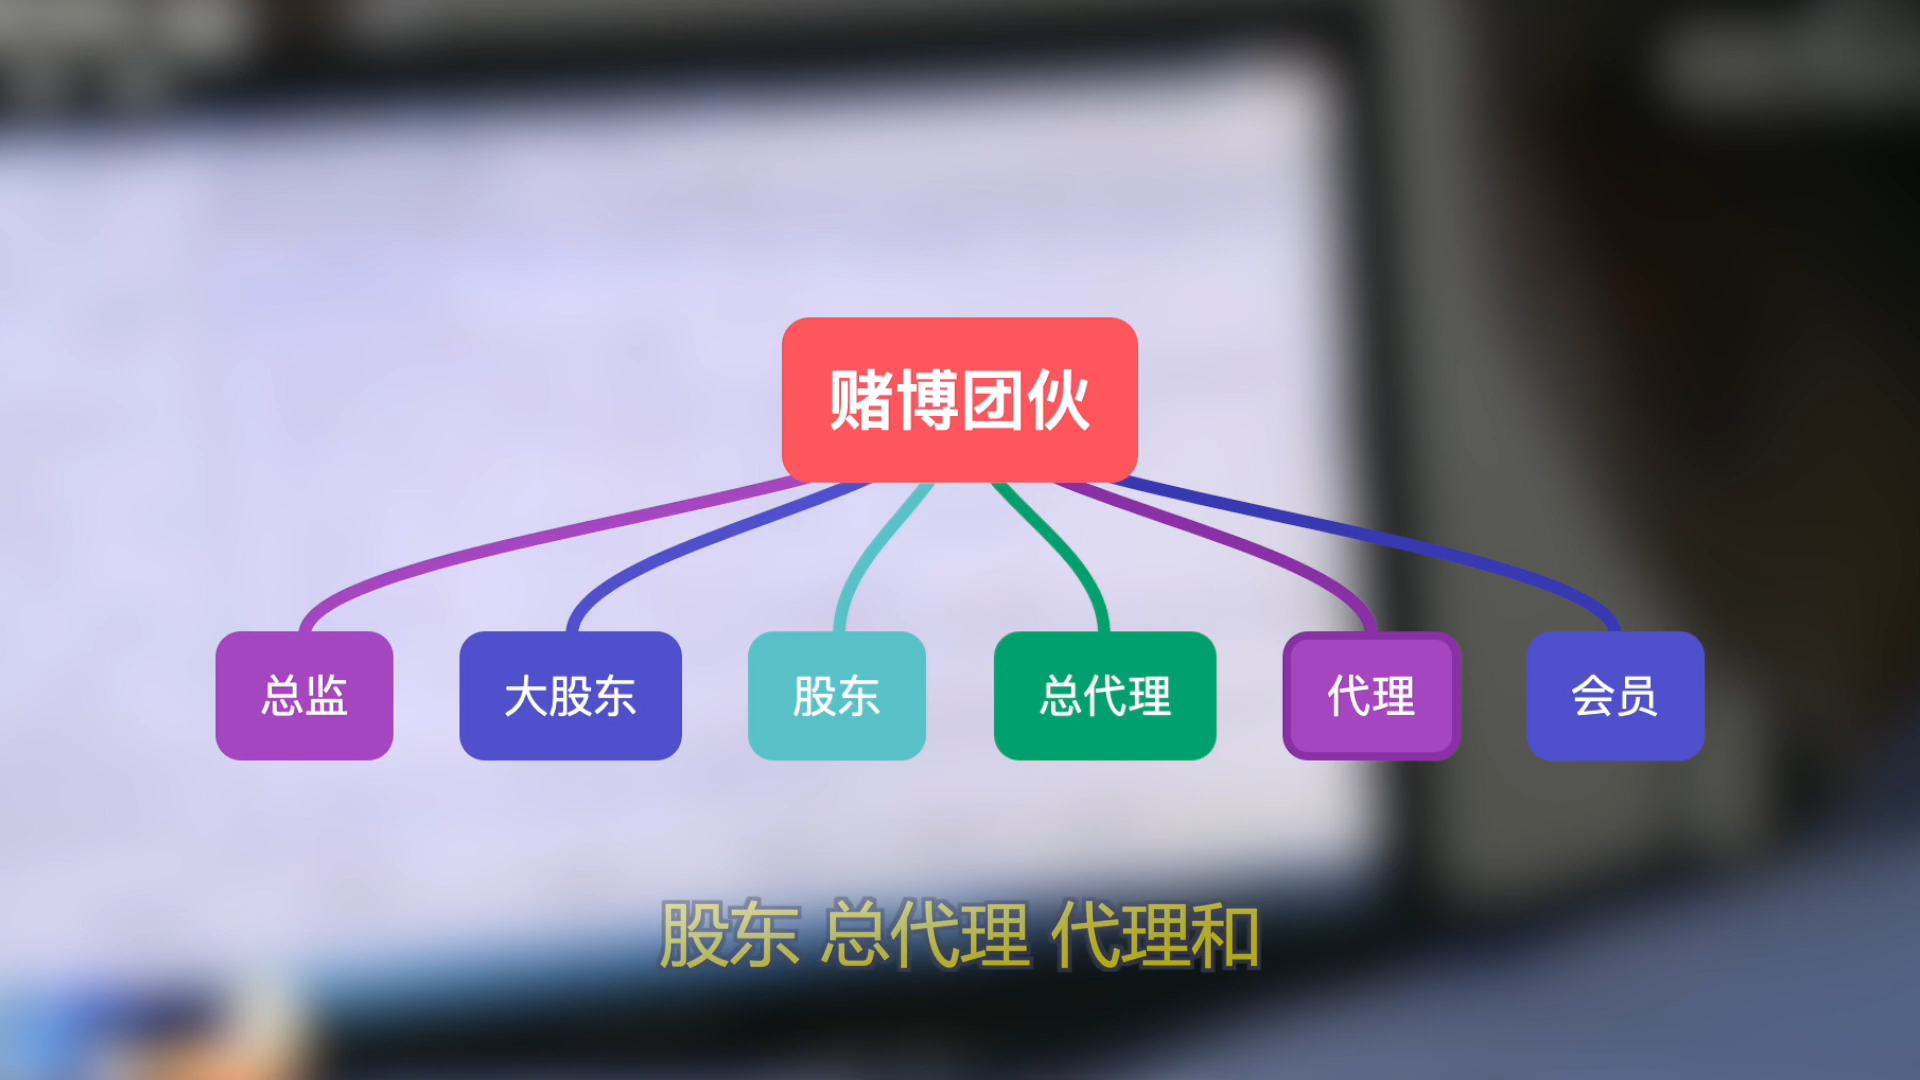 赌博团伙
总监 大股东 股东 总代理 代理 会员
股东 总代理 代理和